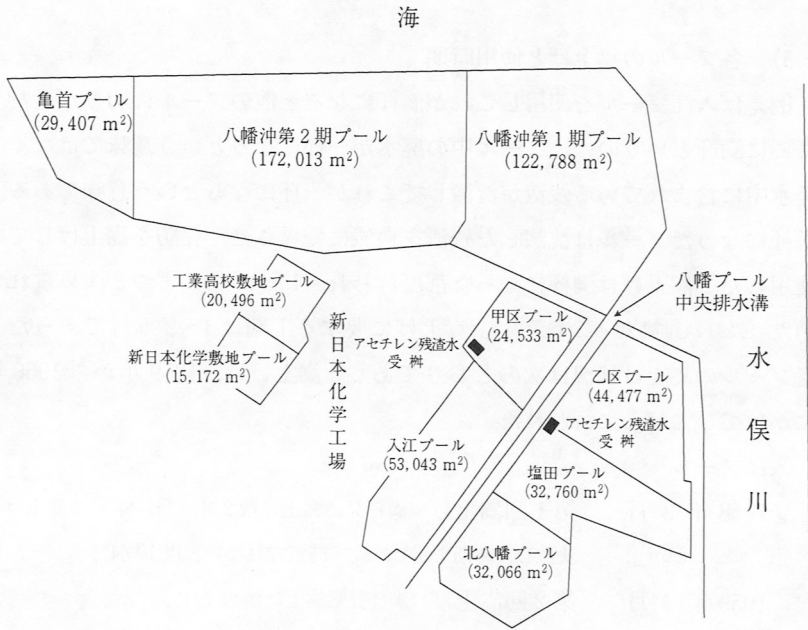 海
亀首プール
(29,407 m²)
八幡沖第2期プール
(172,013 m²)
八幡沖第1期プール
(122,788 m²)
工業高校敷地プール
(20,496 m²)
新日本化学敷地プール
(15,172 m²)
新日本化学工場
アセチレン残渣水
受桝
甲区プール
(24,533 m²)
八幡プール
中央排水溝
乙区プール
(44,477 m²)
アセチレン残渣水
受桝
入江プール
(53,043 m²)
塩田プール
(32,760 m²)
北八幡プール
(32,066 m²)
水俣川